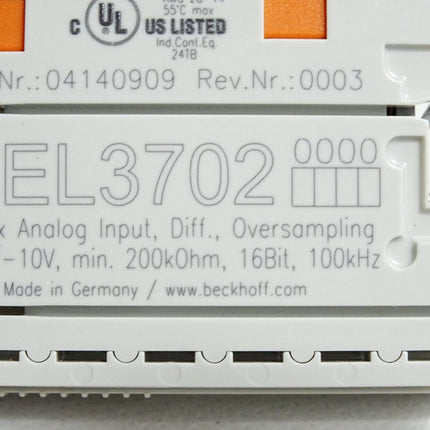 55°C max
c UL US LISTED
Ind.Cont.Eq.
24TB
Nr.: 04140909 Rev.Nr.: 0003
EL3702 0000
x Analog Input, Diff., Oversampling
-10V, min. 200kOhm, 16Bit, 100kHz
Made in Germany / www.beckhoff.com